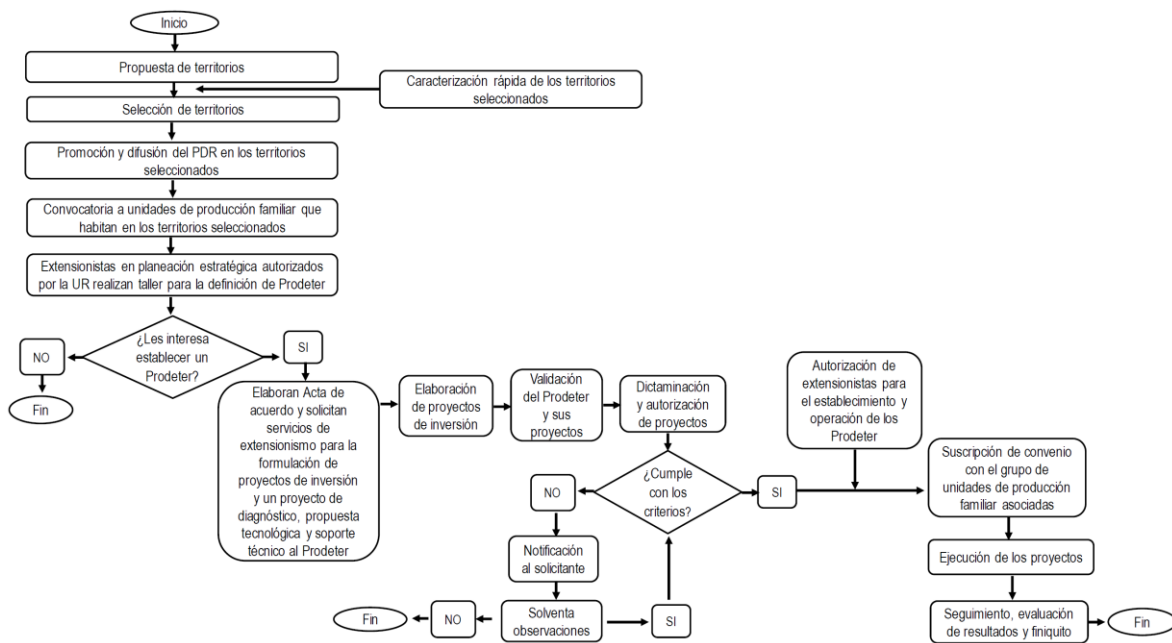 Inicio
Propuesta de territorios
Caracterización rápida de los territorios
seleccionados
Selección de territorios
Promoción y difusión del PDR en los territorios
seleccionados
Convocatoria a unidades de producción familiar que
habitan en los territorios seleccionados
Extensionistas en planeación estratégica autorizados
por la UR realizan taller para la definición de Prodeter
¿Les interesa
establecer un
Prodeter?
NO
Fin
SI
Elaboran Acta de
acuerdo y solicitan
servicios de
extensionismo para la
formulación de
proyectos de inversión
y un proyecto de
diagnóstico, propuesta
tecnológica y soporte
técnico al Prodeter
Elaboración
de proyectos
de inversión
Validación
del Prodeter
y sus
proyectos
Dictaminación
y autorización
de proyectos
¿Cumple
con los
criterios?
NO
Notificación
al solicitante
Solventa
observaciones
NO
Fin
SI
SI
Autorización de
extensionistas para
el establecimiento y
operación de los
Prodeter
Suscripción de convenio
con el grupo de
unidades de producción
familiar asociadas
Ejecución de los proyectos
Seguimiento, evaluación
de resultados y finiquito
Fin